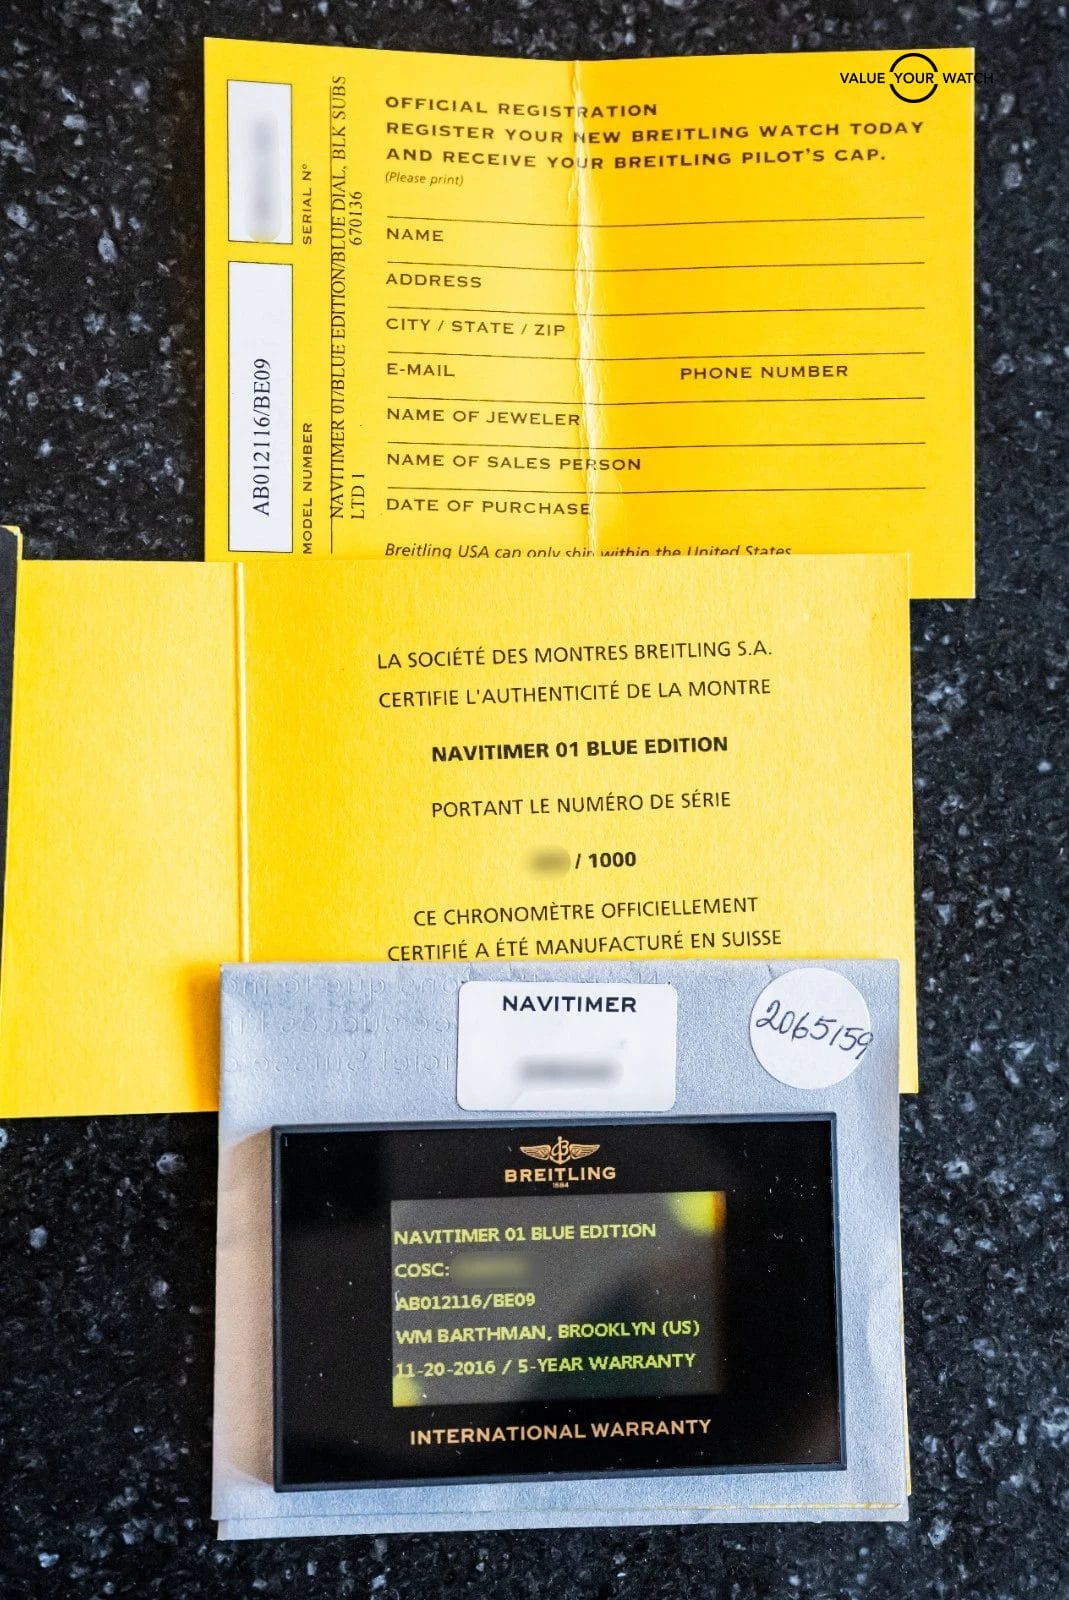 VALUE YOUR WATCH
OFFICIAL REGISTRATION
REGISTER YOUR NEW BREITLING WATCH TODAY
AND RECEIVE YOUR BREITLING PILOT'S CAP.
(Please print)
NAME
ADDRESS
CITY / STATE / ZIP
E-MAIL PHONE NUMBER
NAME OF JEWELER
NAME OF SALES PERSON
DATE OF PURCHASE
Breitling USA can only ship within the United States
SERIAL Nº
AB012116/BE09
MODEL NUMBER
NAVITIMER 01/BLUE EDITION/BLUE DIAL, BLK SUBS
LTD 1 670136
LA SOCIÉTÉ DES MONTRES BREITLING S.A.
CERTIFIE L'AUTHENTICITÉ DE LA MONTRE
NAVITIMER 01 BLUE EDITION
PORTANT LE NUMÉRO DE SÉRIE
/ 1000
CE CHRONOMÈTRE OFFICIELLEMENT
CERTIFIÉ A ÉTÉ MANUFACTURÉ EN SUISSE
NAVITIMER
2065159
BREITLING
1884
NAVITIMER 01 BLUE EDITION
COSC:
AB012116/BE09
WM BARTHMAN, BROOKLYN (US)
11-20-2016 / 5-YEAR WARRANTY
INTERNATIONAL WARRANTY